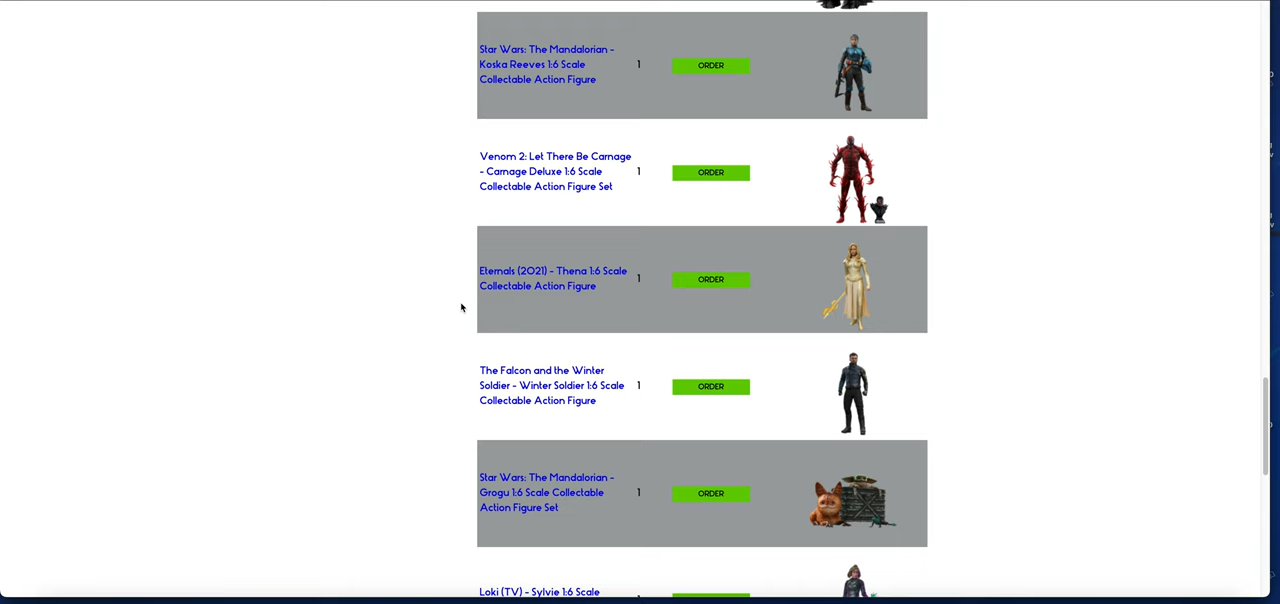 Star Wars: The Mandalorian -
Koska Reeves 1:6 Scale
Collectable Action Figure
1
ORDER
Venom 2: Let There Be Carnage
- Carnage Deluxe 1:6 Scale
Collectable Action Figure Set
1
ORDER
Eternals (2021) - Thena 1:6 Scale
Collectable Action Figure
1
ORDER
The Falcon and the Winter
Soldier - Winter Soldier 1:6 Scale
Collectable Action Figure
1
ORDER
Star Wars: The Mandalorian -
Grogu 1:6 Scale Collectable
Action Figure Set
1
ORDER
Loki (TV) - Sylvie 1:6 Scale